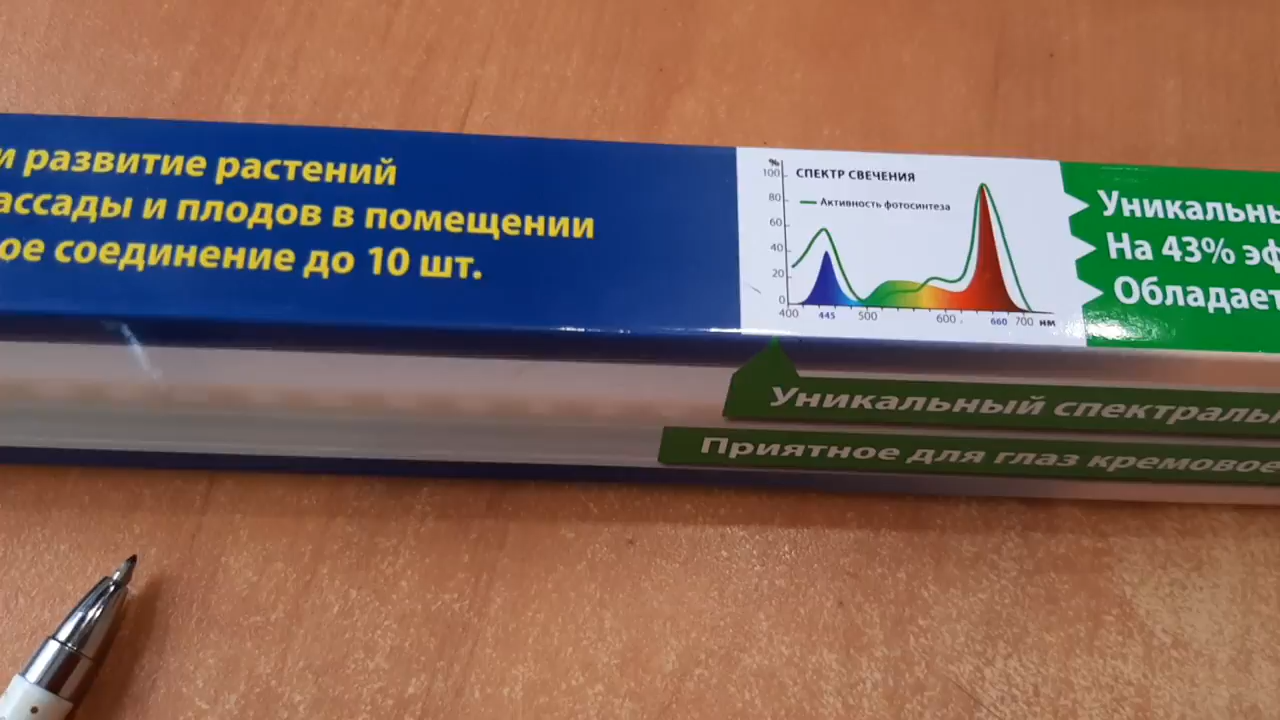 и развитие растений
ассады и плодов в помещении
ое соединение до 10 шт.
%
СПЕКТР СВЕЧЕНИЯ
Активность фотосинтеза
100
80
60
40
20
0
400 445 500 600 660 700 нм
Уникальны
На 43% эф
Обладает
Уникальный спектраль
Приятное для глаз кремовое